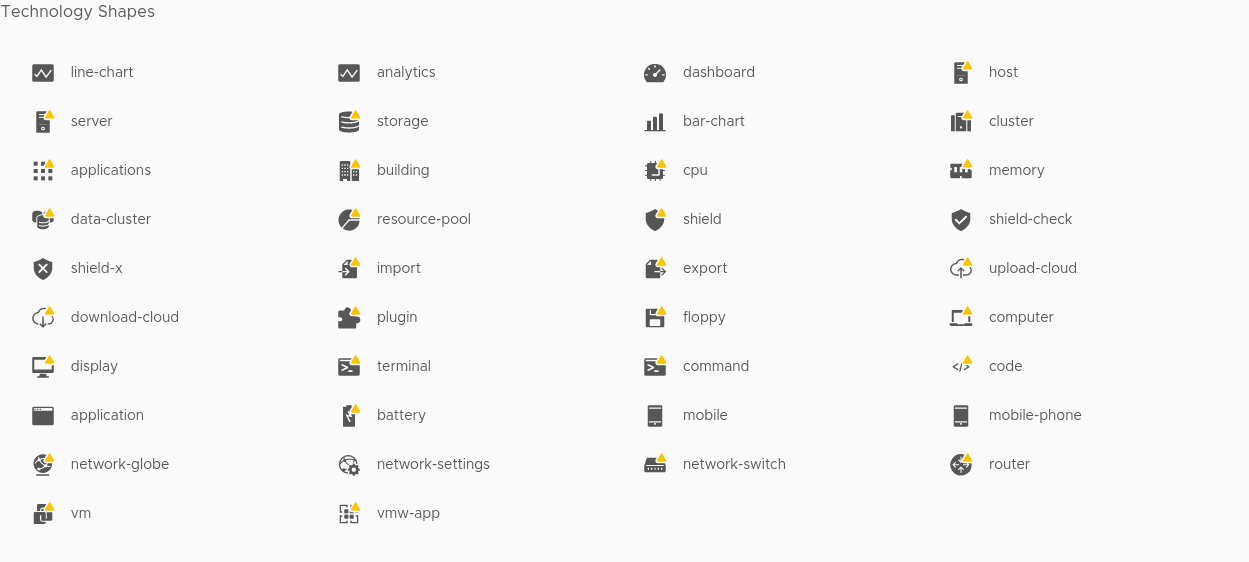 Technology Shapes
line-chart analytics dashboard host
server storage bar-chart cluster
applications building cpu memory
data-cluster resource-pool shield shield-check
shield-x import export upload-cloud
download-cloud plugin floppy computer
display terminal command code
application battery mobile mobile-phone
network-globe network-settings network-switch router
vm vmw-app